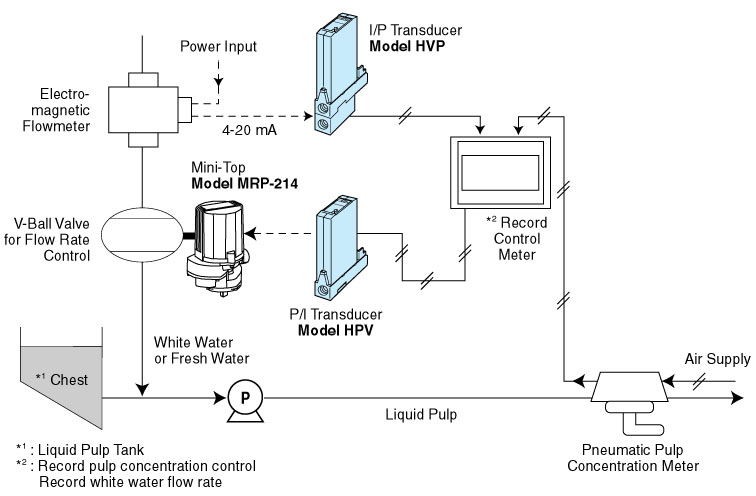 I/P Transducer
Model HVP
Power Input
Electro-
magnetic
Flowmeter
4-20 mA
Mini-Top
Model MRP-214
V-Ball Valve
for Flow Rate
Control
*2 Record
Control
Meter
P/I Transducer
Model HPV
White Water
or Fresh Water
*1 Chest
P
Air Supply
Liquid Pulp
Pneumatic Pulp
Concentration Meter
*1 : Liquid Pulp Tank
*2 : Record pulp concentration control
Record white water flow rate